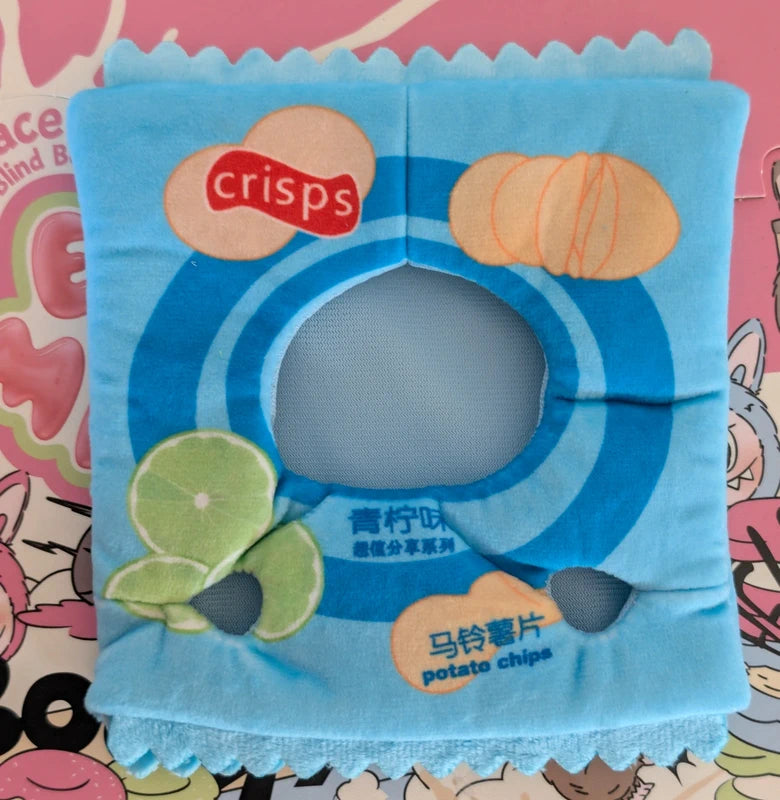 crisps
青柠味
超值分享系列
马铃薯片
potato chips